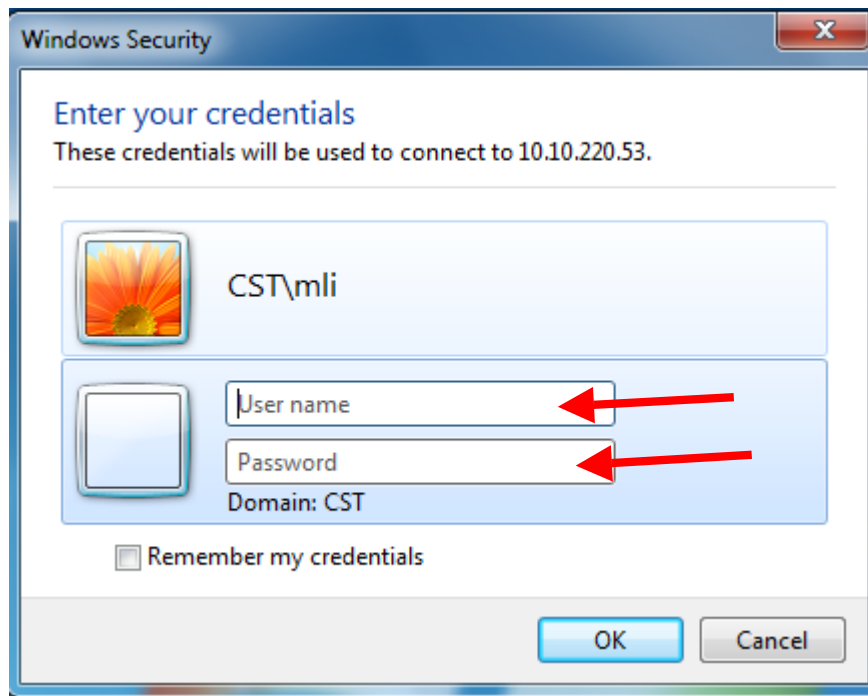 Windows Security
Enter your credentials
These credentials will be used to connect to 10.10.220.53.
CST\mli
User name
Password
Domain: CST
Remember my credentials
OK Cancel